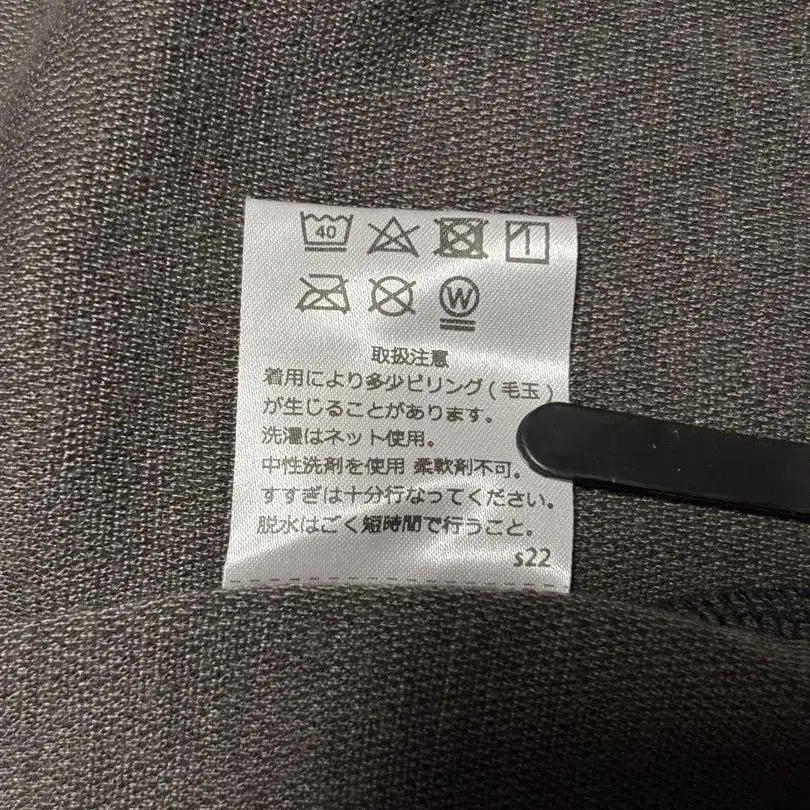 40
W
取扱注意
着用により多少ピリング(毛玉)
が生じることがあります。
洗濯はネット使用。
中性洗剤を使用 柔軟剤不可。
すすぎは十分行なってください。
脱水はごく短時間で行うこと。
s22